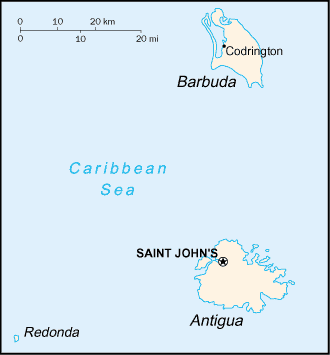 0 10 20 km
0 10 20 mi
Codrington
Barbuda
Caribbean
Sea
SAINT JOHN'S
Antigua
Redonda